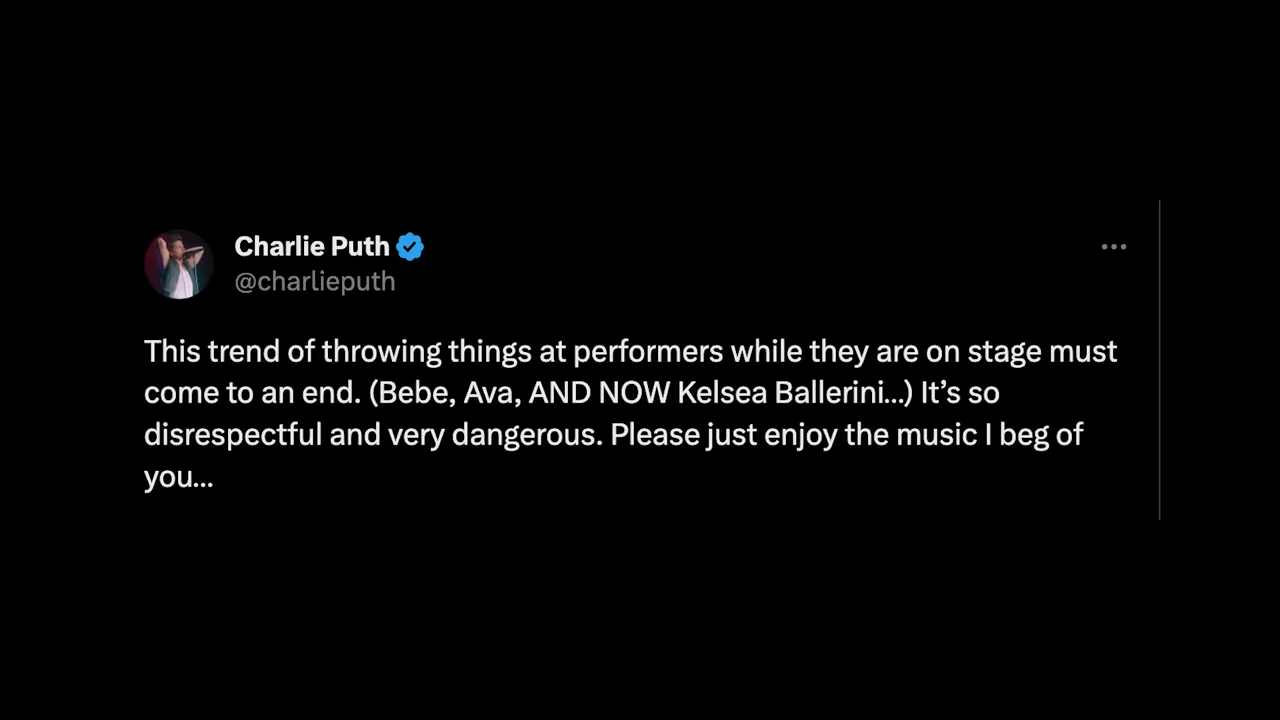 Charlie Puth
@charlieputh
This trend of throwing things at performers while they are on stage must
come to an end. (Bebe, Ava, AND NOW Kelsea Ballerini...) It’s so
disrespectful and very dangerous. Please just enjoy the music I beg of
you...